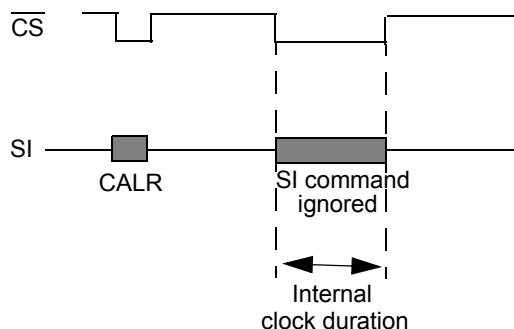 CS
SI
CALR
SI command
ignored
Internal
clock duration